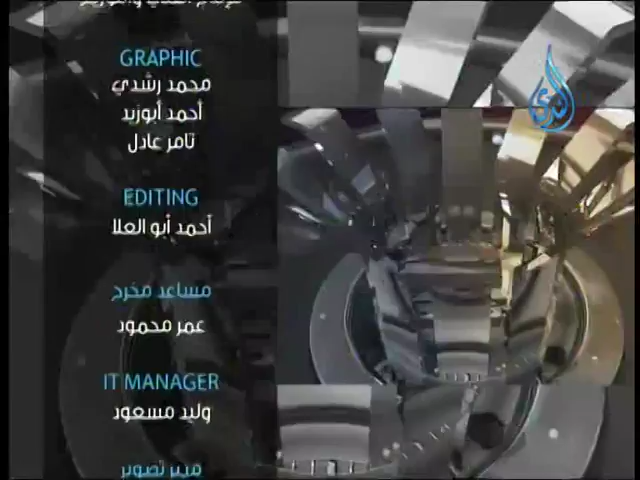 GRAPHIC
محمد رشدي
أحمد أبوزيد
تامر عادل
EDITING
أحمد أبو العلا
مساعد مخرج
عمر محمود
IT MANAGER
وليد مسعود
مدير تصوير
الندى